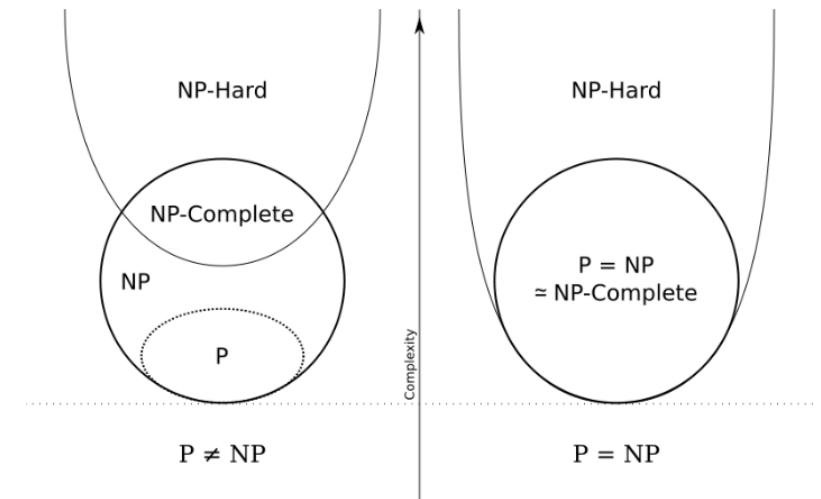 NP-Hard
NP-Complete
NP
P
P ≠ NP
Complexity
NP-Hard
P = NP
≃ NP-Complete
P = NP